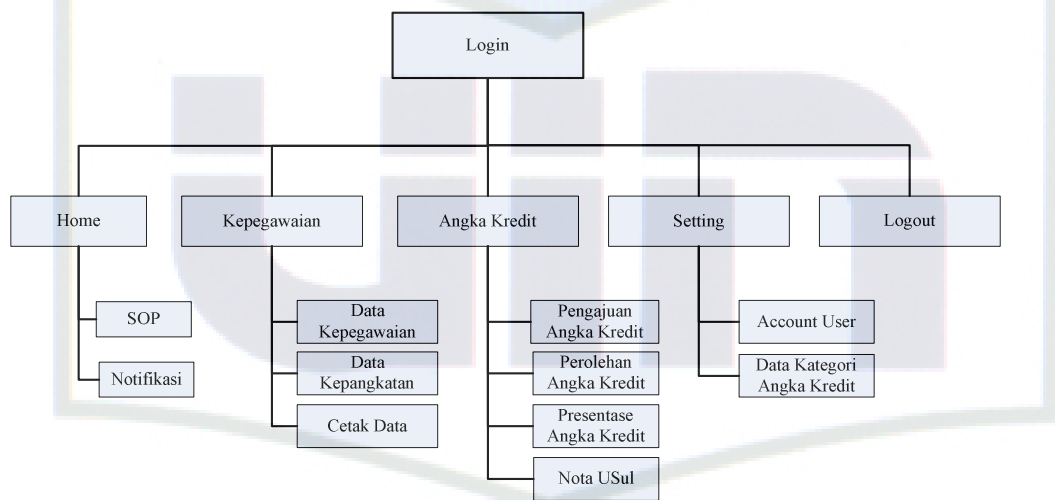 Login
Home
Kepegawaian
Angka Kredit
Setting
Logout
SOP
Notifikasi
Data
Kepegawaian
Data
Kepangkatan
Cetak Data
Pengajuan
Angka Kredit
Perolehan
Angka Kredit
Presentase
Angka Kredit
Nota USul
Account User
Data Kategori
Angka Kredit
uin